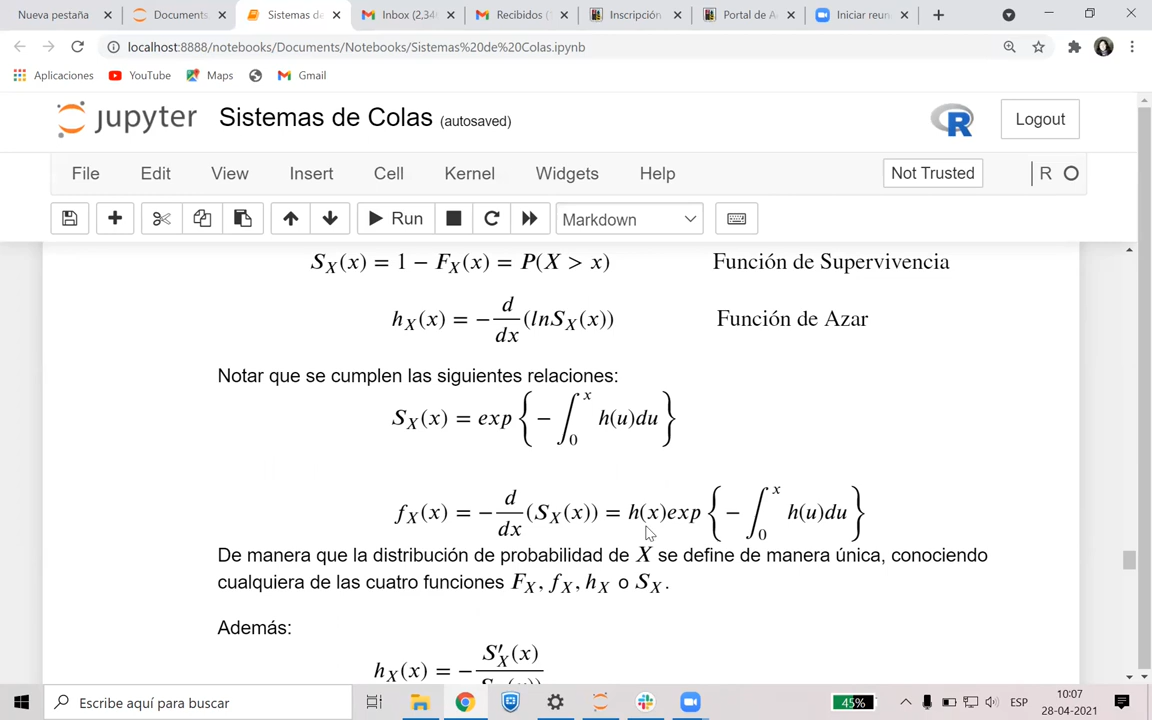 Nueva pestaña
Documents
Sistemas de
Inbox (2,34
Recibidos (
Inscripción
Portal de A
Iniciar reun
localhost:8888/notebooks/Documents/Notebooks/Sistemas%20de%20Colas.ipynb
Aplicaciones YouTube Maps Gmail
jupyter Sistemas de Colas (autosaved) R Logout
File Edit View Insert Cell Kernel Widgets Help Not Trusted R
Run Markdown
S_X(x) = 1 − F_X(x) = P(X > x) Función de Supervivencia
h_X(x) = − d/dx (lnS_X(x)) Función de Azar
Notar que se cumplen las siguientes relaciones:
S_X(x) = exp { − ∫_0^x h(u)du }
f_X(x) = − d/dx (S_X(x)) = h(x)exp { − ∫_0^x h(u)du }
De manera que la distribución de probabilidad de X se define de manera única, conociendo
cualquiera de las cuatro funciones F_X, f_X, h_X o S_X.
Además:
h_X(x) = − S'_X(x)
Escribe aquí para buscar
45%
ESP
10:07
28-04-2021